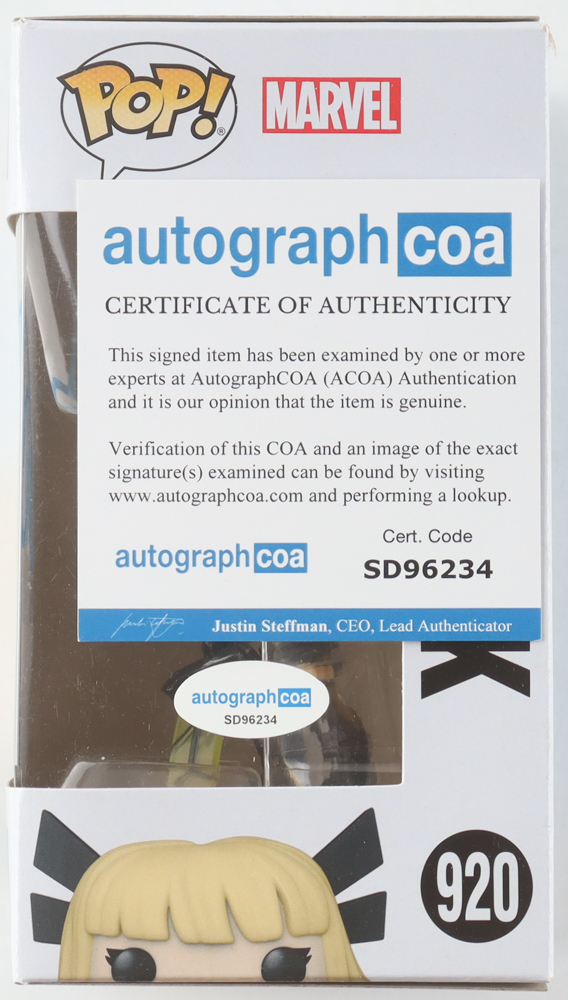 POP!®
MARVEL
autographcoa
CERTIFICATE OF AUTHENTICITY
This signed item has been examined by one or more
experts at AutographCOA (ACOA) Authentication
and it is our opinion that the item is genuine.
Verification of this COA and an image of the exact
signature(s) examined can be found by visiting
www.autographcoa.com and performing a lookup.
autographcoa
Cert. Code
SD96234
Justin Steffman, CEO, Lead Authenticator
K
autographcoa
SD96234
920